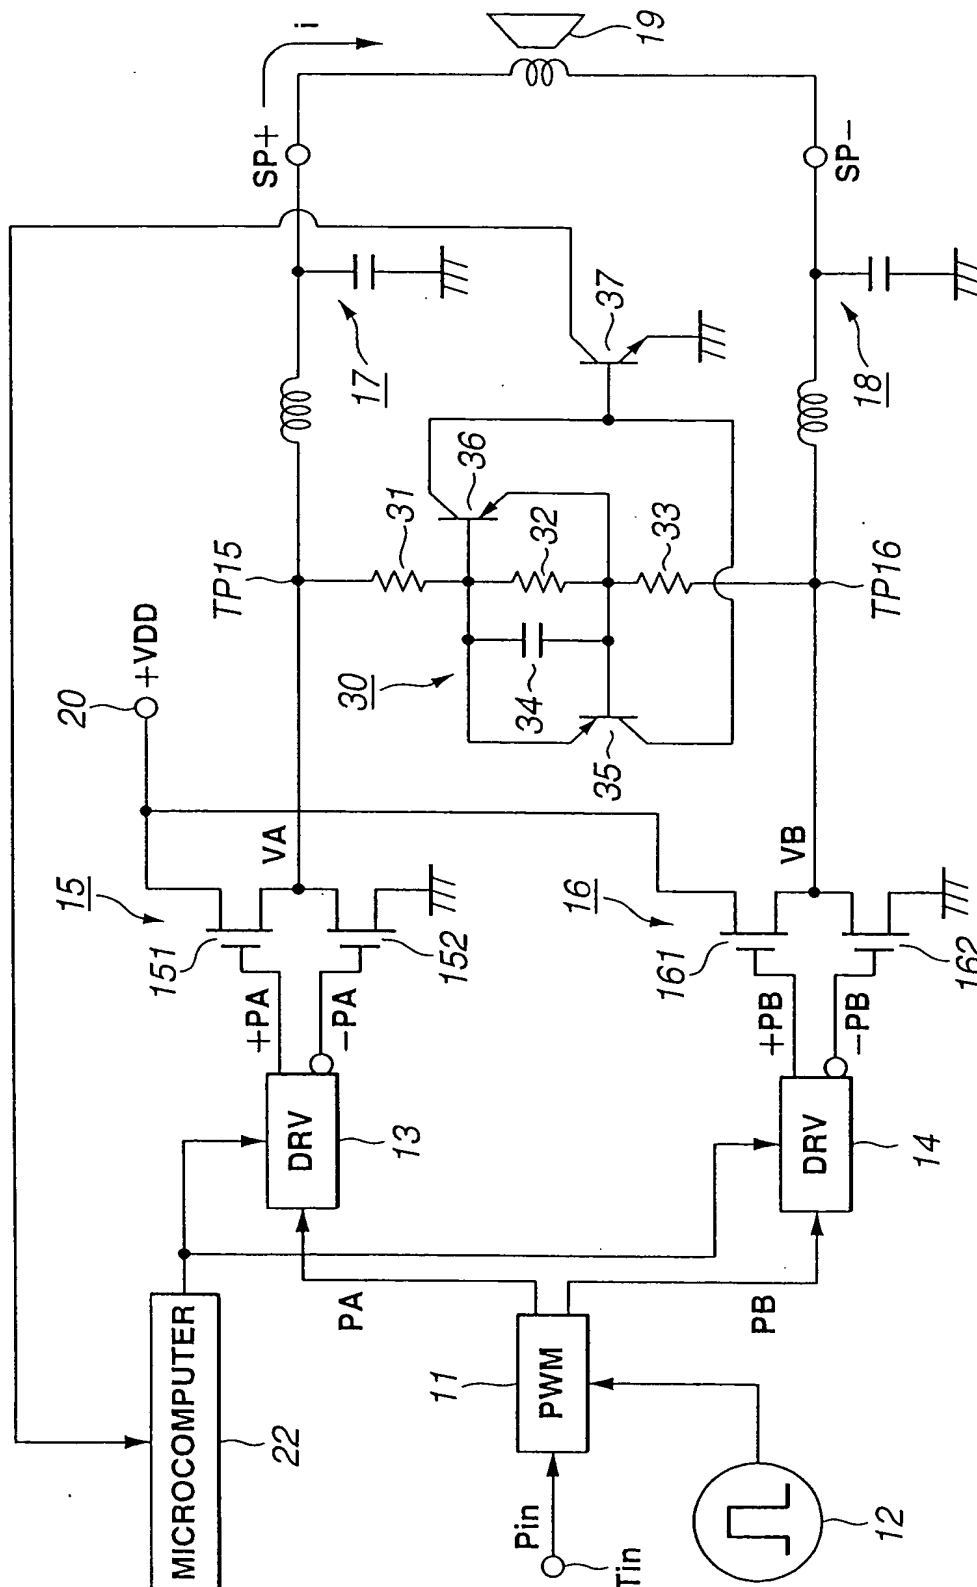 MICROCOMPUTER
22
Pin
Tin
12
11
PWM
PA
PB
DRV
13
DRV
14
+PA
-PA
+PB
-PB
15
151
152
16
161
162
VA
VB
20
+VDD
TP15
TP16
30
31
32
33
34
35
36
37
17
18
SP+
SP-
i
19